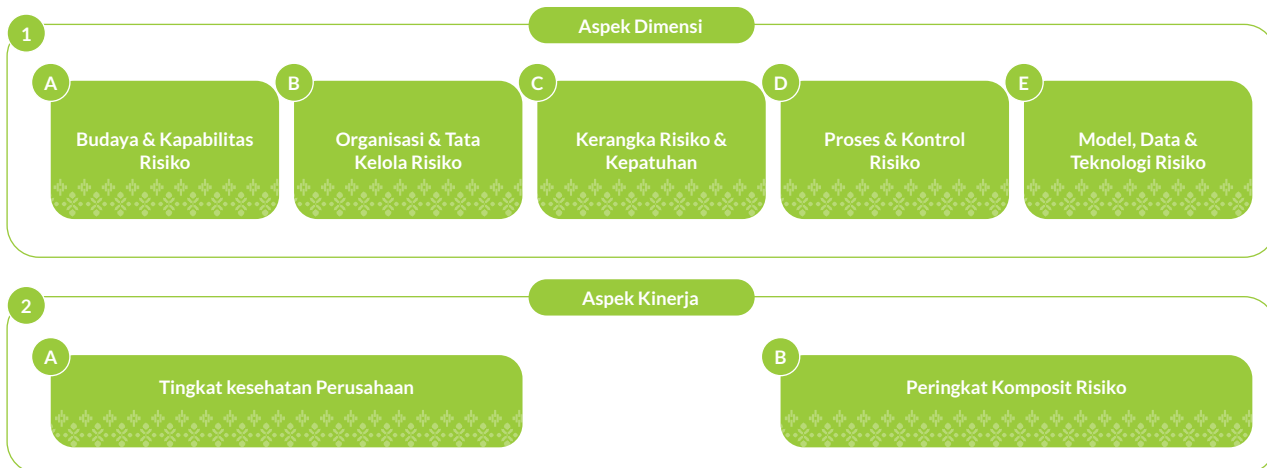 1
Aspek Dimensi
A
Budaya & Kapabilitas
Risiko
B
Organisasi & Tata
Kelola Risiko
C
Kerangka Risiko &
Kepatuhan
D
Proses & Kontrol
Risiko
E
Model, Data &
Teknologi Risiko
2
Aspek Kinerja
A
Tingkat kesehatan Perusahaan
B
Peringkat Komposit Risiko